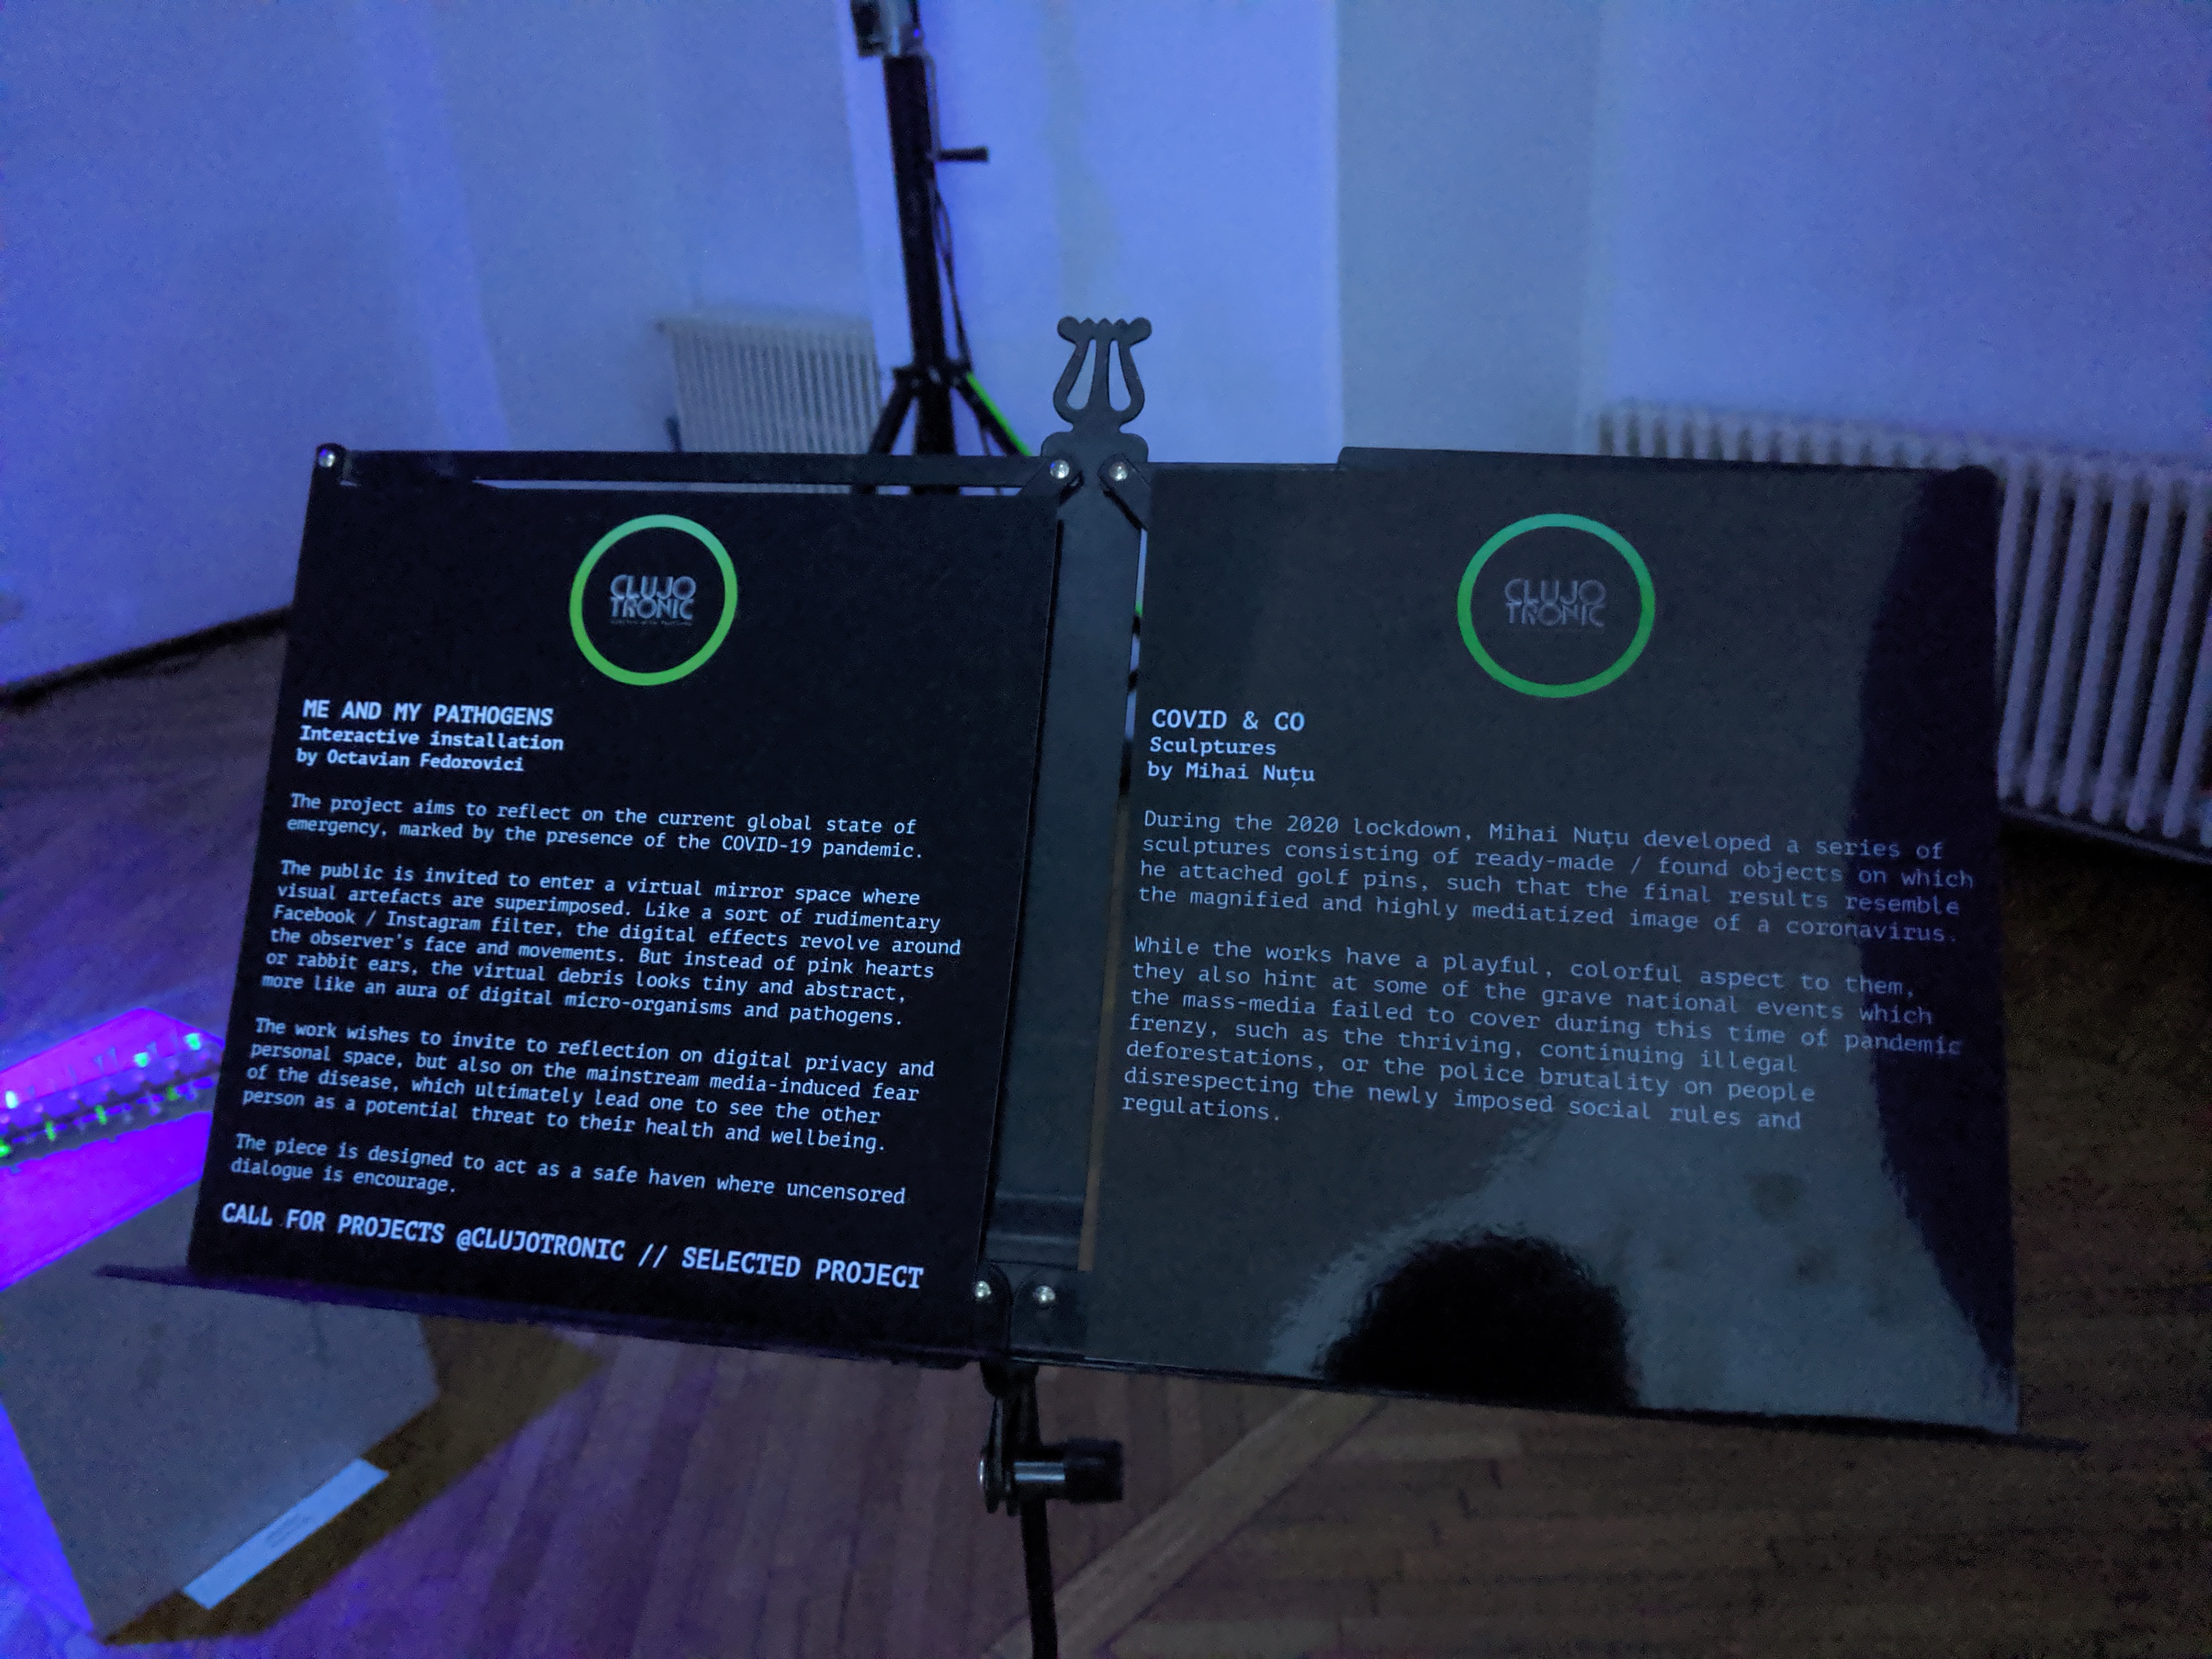 CLUJO
TRONIC
ME AND MY PATHOGENS
Interactive installation
by Octavian Fedorovici
The project aims to reflect on the current global state of
emergency, marked by the presence of the COVID-19 pandemic.
The public is invited to enter a virtual mirror space where
visual artefacts are superimposed. Like a sort of rudimentary
Facebook / Instagram filter, the digital effects revolve around
the observer's face and movements. But instead of pink hearts
or rabbit ears, the virtual debris looks tiny and abstract,
more like an aura of digital micro-organisms and pathogens.
The work wishes to invite to reflection on digital privacy and
personal space, but also on the mainstream media-induced fear
of the disease, which ultimately lead one to see the other
person as a potential threat to their health and wellbeing.
The piece is designed to act as a safe haven where uncensored
dialogue is encourage.
CALL FOR PROJECTS @CLUJOTRONIC // SELECTED PROJECT
CLUJO
TRONIC
COVID & CO
Sculptures
by Mihai Nuțu
During the 2020 lockdown, Mihai Nuțu developed a series of
sculptures consisting of ready-made / found objects on which
he attached golf pins, such that the final results resemble
the magnified and highly mediatized image of a coronavirus.
While the works have a playful, colorful aspect to them,
they also hint at some of the grave national events which
the mass-media failed to cover during this time of pandemic
frenzy, such as the thriving, continuing illegal
deforestations, or the police brutality on people
disrespecting the newly imposed social rules and
regulations.